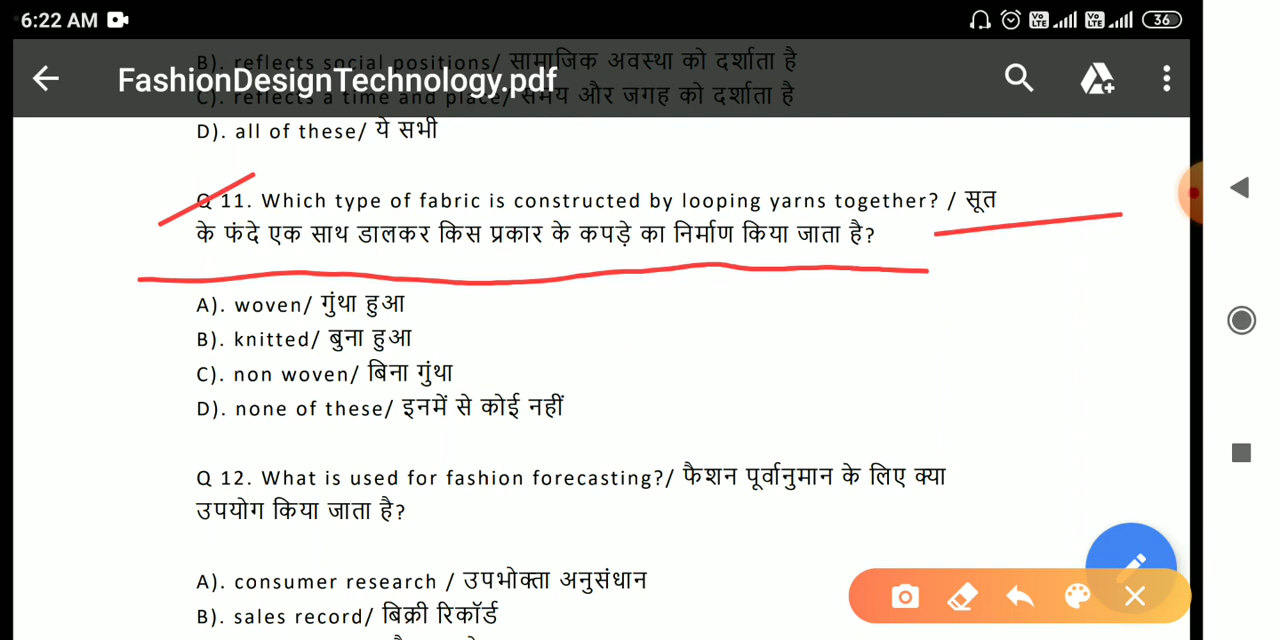 6:22 AM
36
B). reflects social positions/ सामाजिक अवस्था को दर्शाता है
FashionDesignTechnology.pdf
C). reflects a time and place/ समय और जगह को दर्शाता है
D). all of these/ ये सभी
Q 11. Which type of fabric is constructed by looping yarns together? / सूत
के फंदे एक साथ डालकर किस प्रकार के कपड़े का निर्माण किया जाता है?
A). woven/ गुंथा हुआ
B). knitted/ बुना हुआ
C). non woven/ बिना गुंथा
D). none of these/ इनमें से कोई नहीं
Q 12. What is used for fashion forecasting?/ फैशन पूर्वानुमान के लिए क्या
उपयोग किया जाता है?
A). consumer research / उपभोक्ता अनुसंधान
B). sales record/ बिक्री रिकॉर्ड